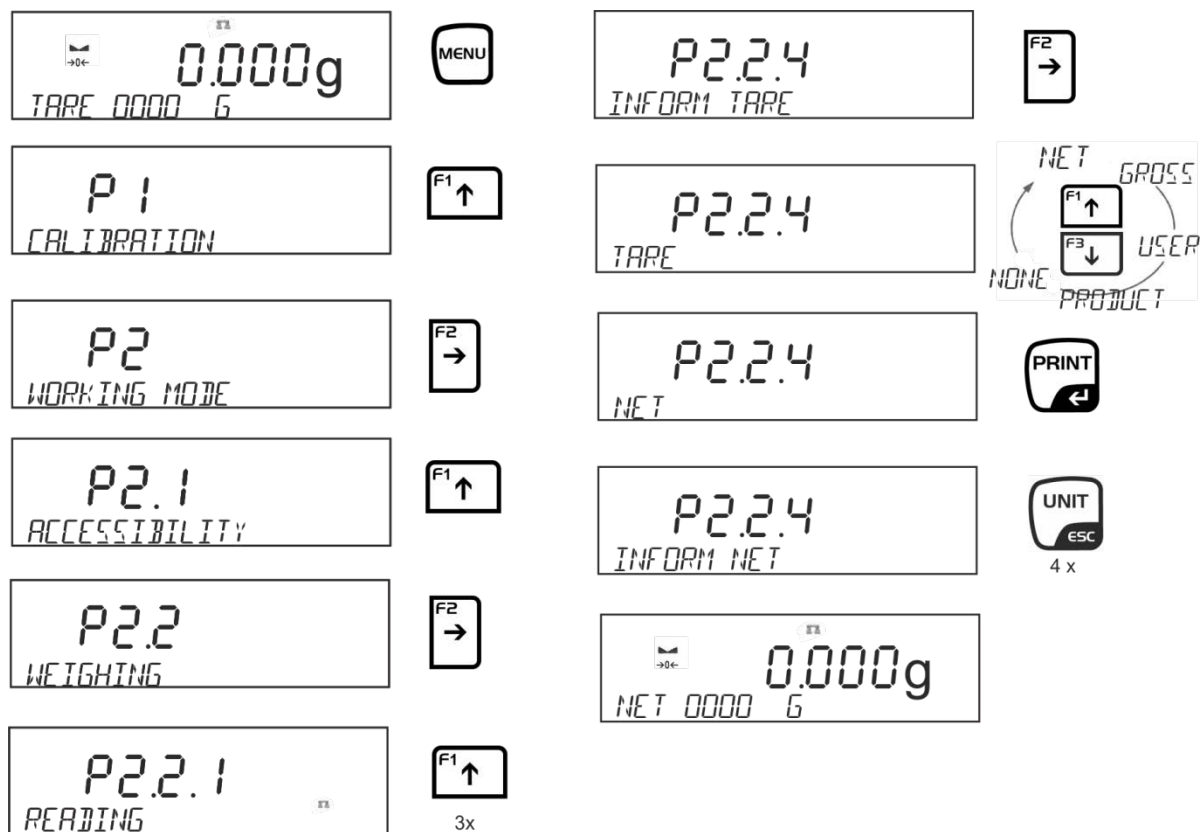 0.000g
→0←
TARE 0000 G
MENU
P1
CALIBRATION
F1 ↑
P2
WORKING MODE
F2 →
P2.1
ACCESSIBILITY
F1 ↑
P2.2
WEIGHING
F2 →
P2.2.1
READING
F1 ↑
3x
P2.2.4
INFORM TARE
F2 →
P2.2.4
TARE
NET
GROSS
F1 ↑
F3 ↓
USER
NONE
PRODUCT
P2.2.4
NET
PRINT
P2.2.4
INFORM NET
UNIT
ESC
4 x
0.000g
→0←
NET 0000 G